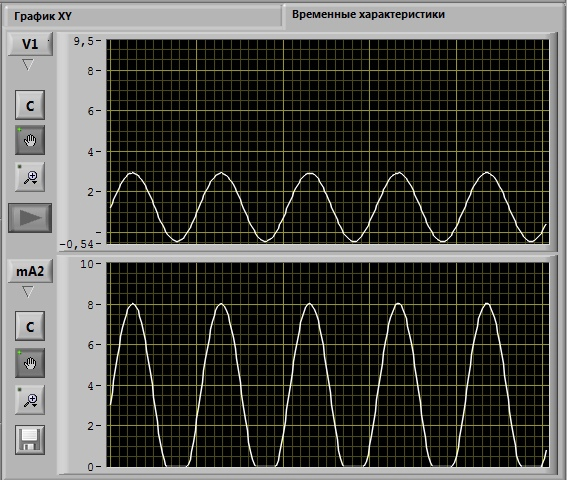 График XY
Временные характеристики
V1
9,5
8
C
6
4
2
-0,54
mA2
10
8
C
6
4
2
0